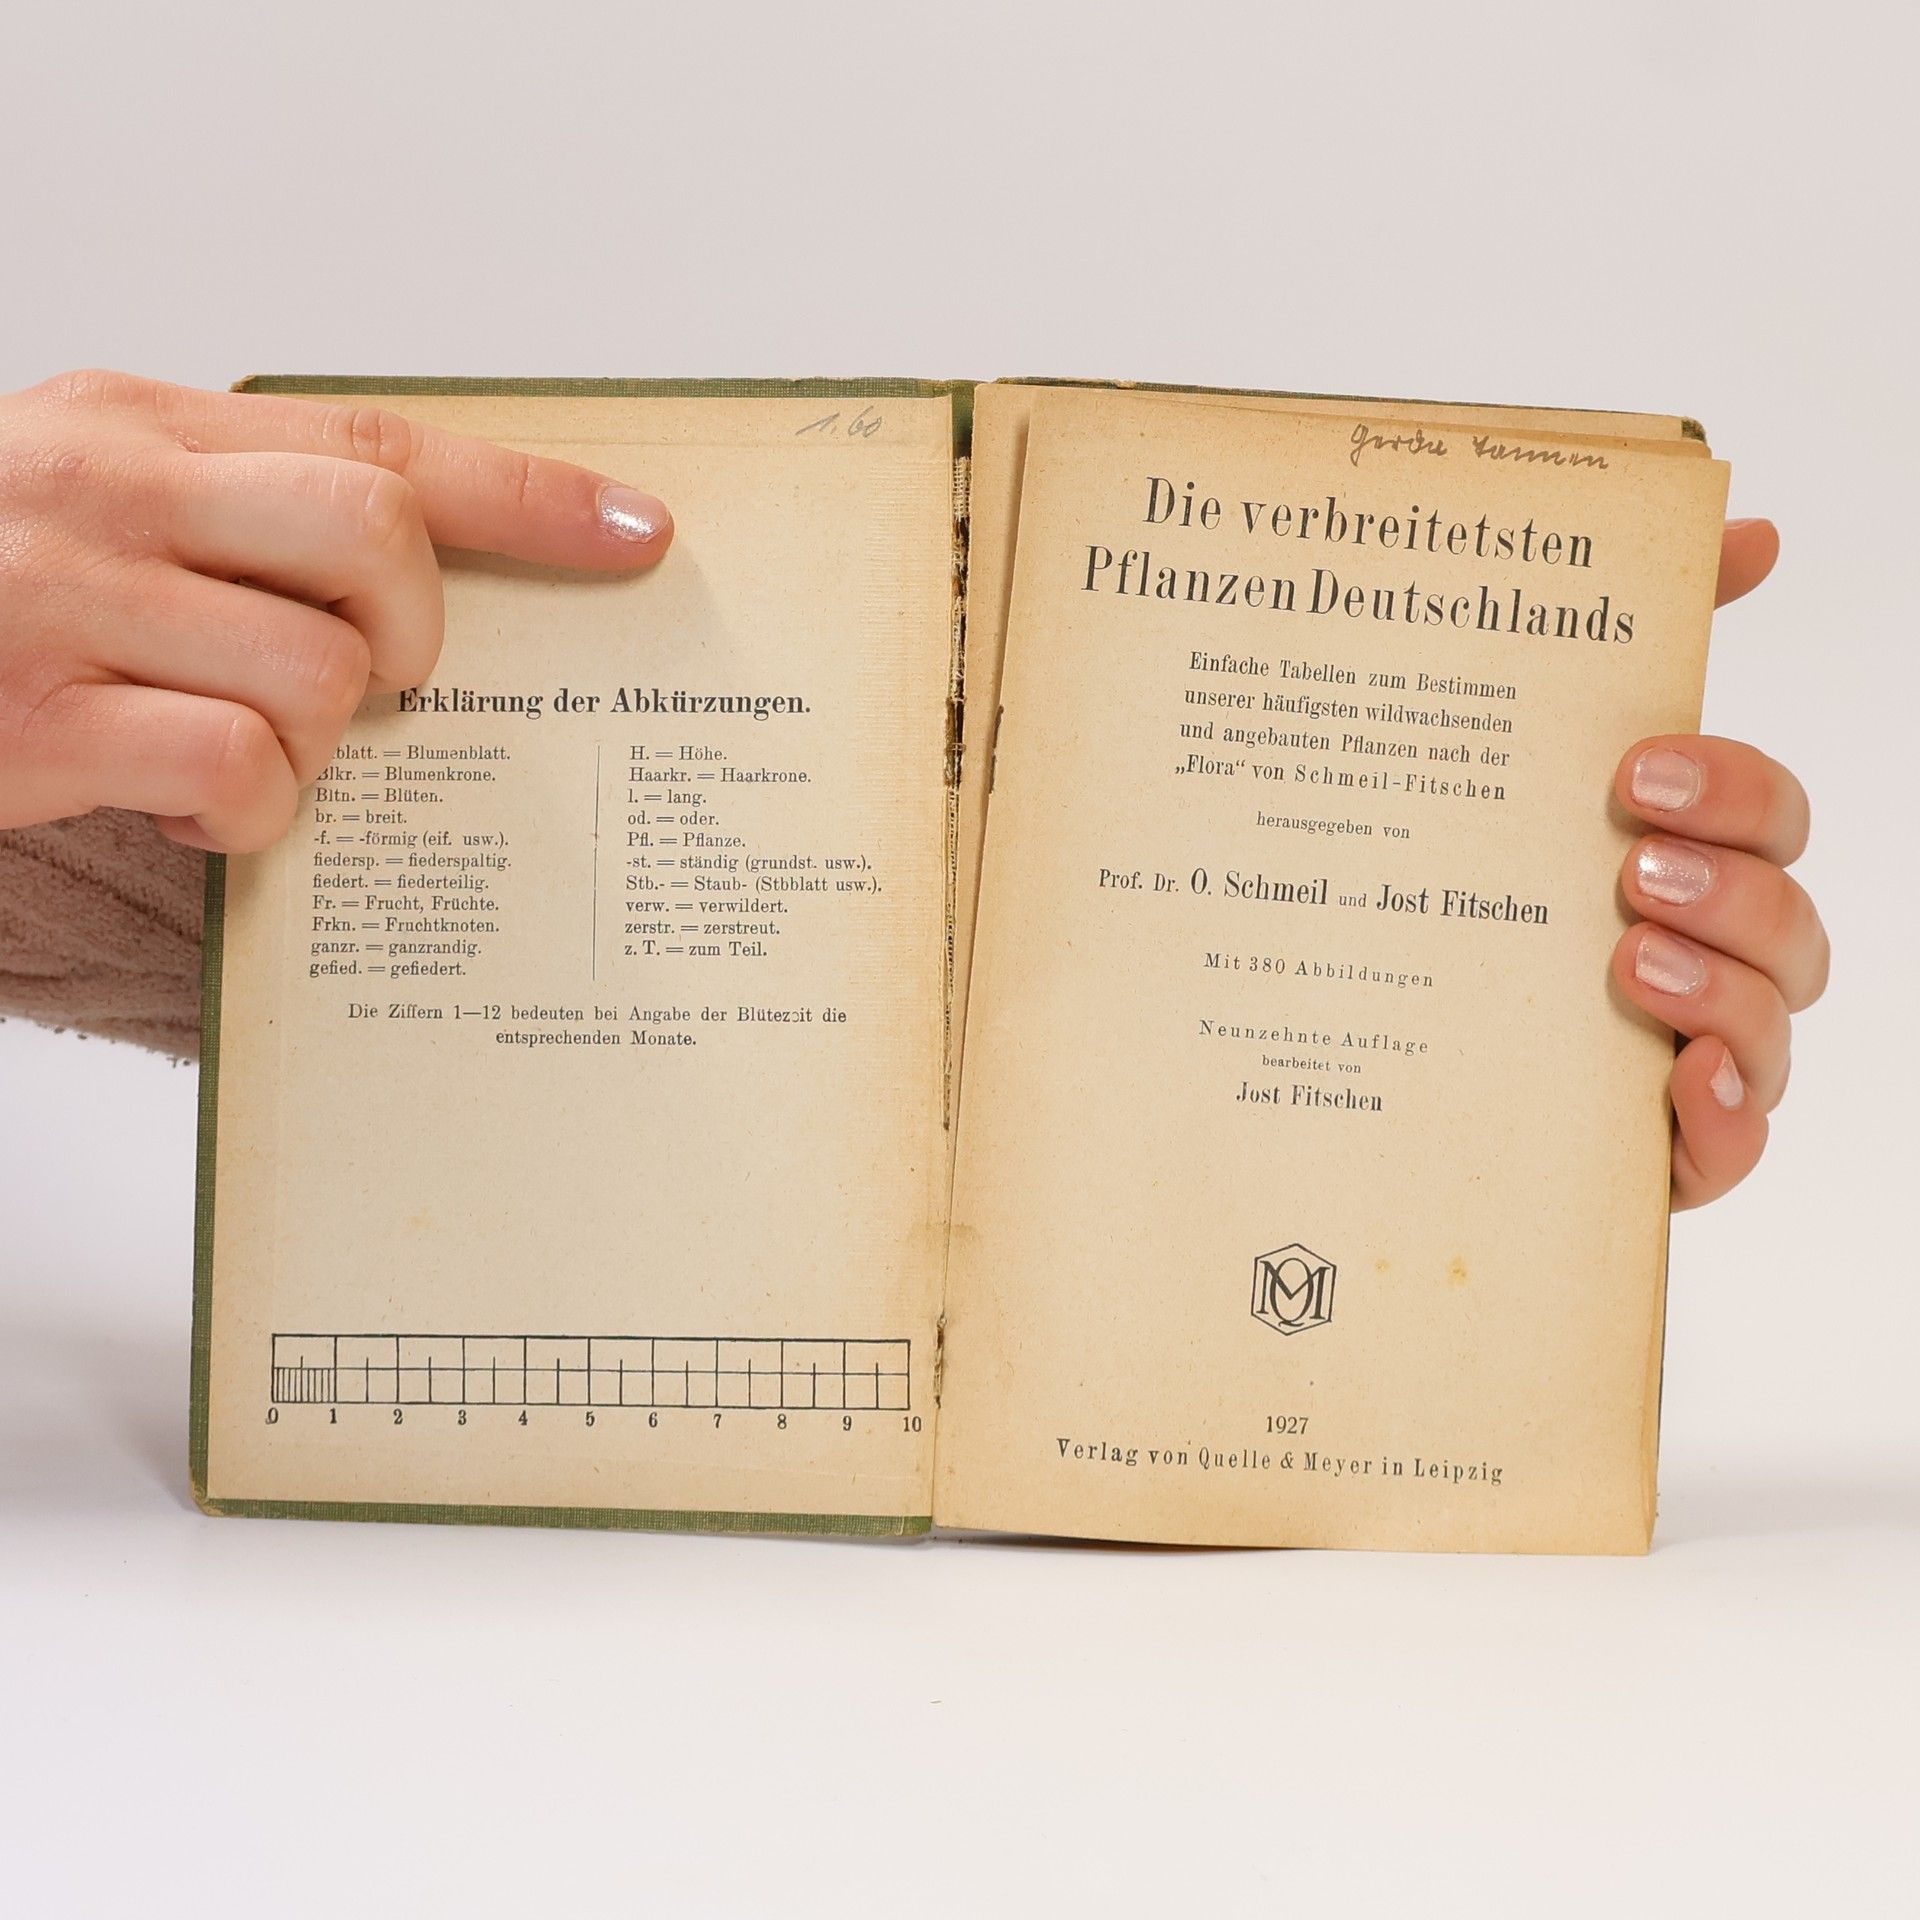 1.60
Erklärung der Abkürzungen.
blatt. = Blumenblatt.
Blkr. = Blumenkrone.
Bltn. = Blüten.
br. = breit.
-f. = -förmig (eif. usw.).
fiedersp. = fiederspaltig.
fiedert. = fiederteilig.
Fr. = Frucht, Früchte.
Frkn. = Fruchtknoten.
ganzr. = ganzrandig.
gefied. = gefiedert.
H. = Höhe.
Haarkr. = Haarkrone.
l. = lang.
od. = oder.
Pfl. = Pflanze.
-st. = ständig (grundst. usw.).
Stb.- = Staub- (Stbblatt usw.).
verw. = verwildert.
zerstr. = zerstreut.
z. T. = zum Teil.
Die Ziffern 1—12 bedeuten bei Angabe der Blütezeit die
entsprechenden Monate.
0 1 2 3 4 5 6 7 8 9 10
Gerda
Die verbreitetsten
Pflanzen Deutschlands
Einfache Tabellen zum Bestimmen
unserer häufigsten wildwachsenden
und angebauten Pflanzen nach der
„Flora“ von Schmeil-Fitschen
herausgegeben von
Prof. Dr. O. Schmeil und Jost Fitschen
Mit 380 Abbildungen
Neunzehnte Auflage
bearbeitet von
Jost Fitschen
QM
1927
Verlag von Quelle & Meyer in Leipzig